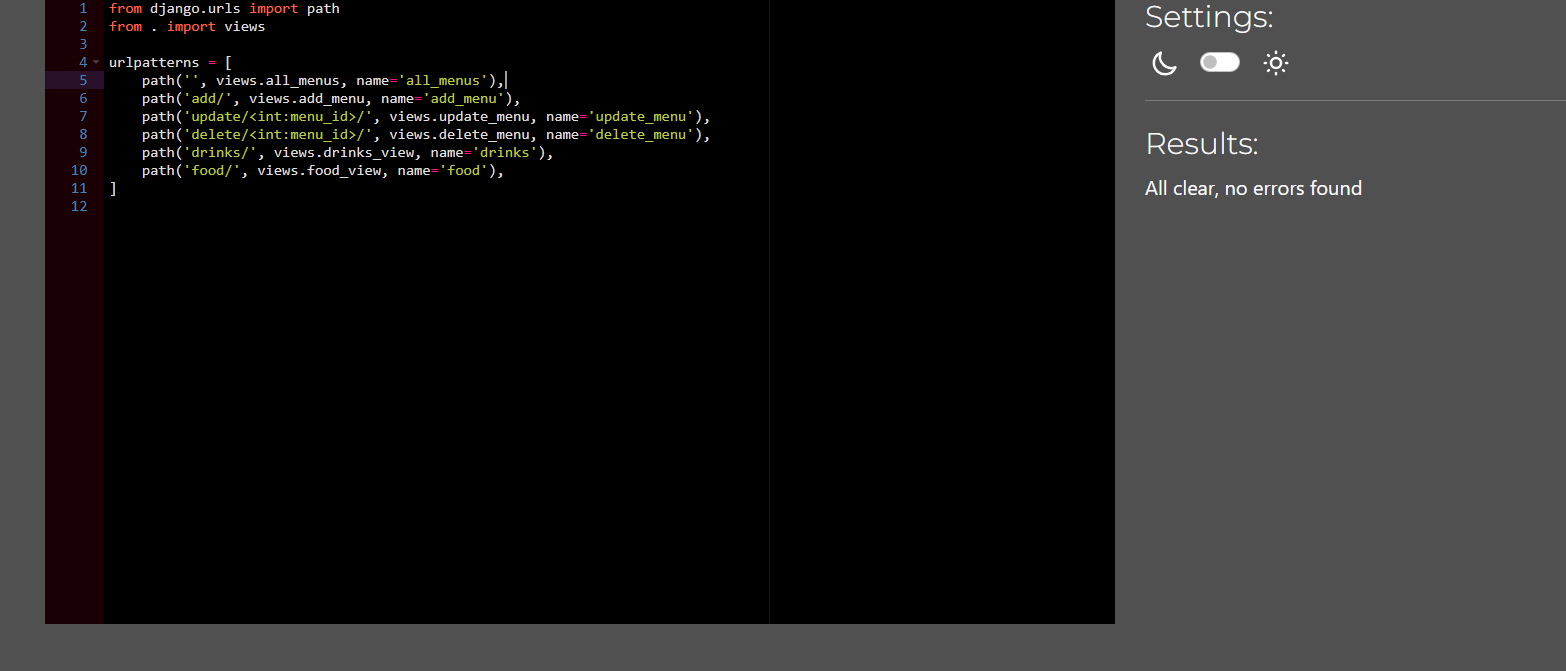 1 from django.urls import path
2 from . import views
3
4 urlpatterns = [
5     path('', views.all_menus, name='all_menus'),
6     path('add/', views.add_menu, name='add_menu'),
7     path('update/<int:menu_id>/', views.update_menu, name='update_menu'),
8     path('delete/<int:menu_id>/', views.delete_menu, name='delete_menu'),
9     path('drinks/', views.drinks_view, name='drinks'),
10     path('food/', views.food_view, name='food'),
11 ]
12
Settings:
Results:
All clear, no errors found